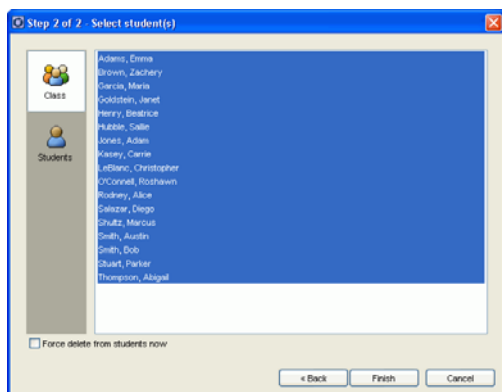 Step 2 of 2 - Select student(s)
Class
Students
Adams, Emma
Brown, Zachery
Garcia, Maria
Goldstein, Janet
Henry, Beatrice
Hubble, Sallie
Jones, Adam
Kasey, Carrie
LeBlanc, Christopher
O'Connell, Roshawn
Rodney, Alice
Salazar, Diego
Shultz, Marcus
Smith, Austin
Smith, Bob
Stuart, Parker
Thompson, Abigail
Force delete from students now
« Back
Finish
Cancel